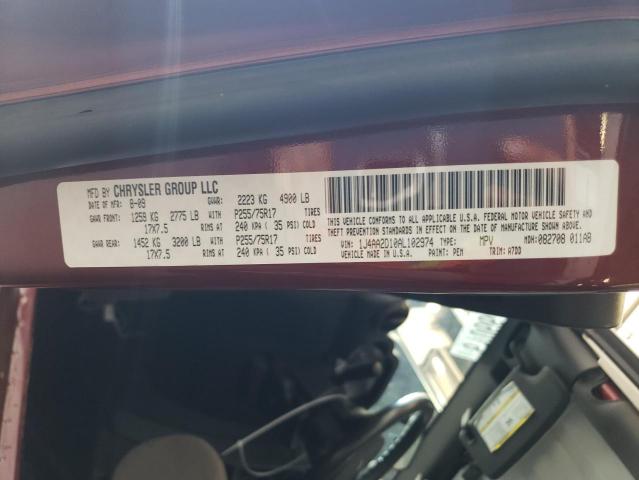 MFD BY CHRYSLER GROUP LLC
DATE OF MFR: 8-09 GVWR: 2223 KG 4900 LB
GAWR FRONT: 1259 KG 2775 LB WITH P255/75R17 TIRES
17X7.5 RIMS AT 240 KPA ( 35 PSI) COLD
GAWR REAR: 1452 KG 3200 LB WITH P255/75R17 TIRES
17X7.5 RIMS AT 240 KPA ( 35 PSI) COLD
THIS VEHICLE CONFORMS TO ALL APPLICABLE U.S.A. FEDERAL MOTOR VEHICLE SAFETY, BUMPER AND
THEFT PREVENTION STANDARDS IN EFFECT ON THE DATE OF MANUFACTURE SHOWN ABOVE.
VIN: 1J4AA2D10AL102974 TYPE: MPV MDH: 082708 011AB
VEHICLE MADE IN U.S.A. PAINT: PEM TRIM: A7DD